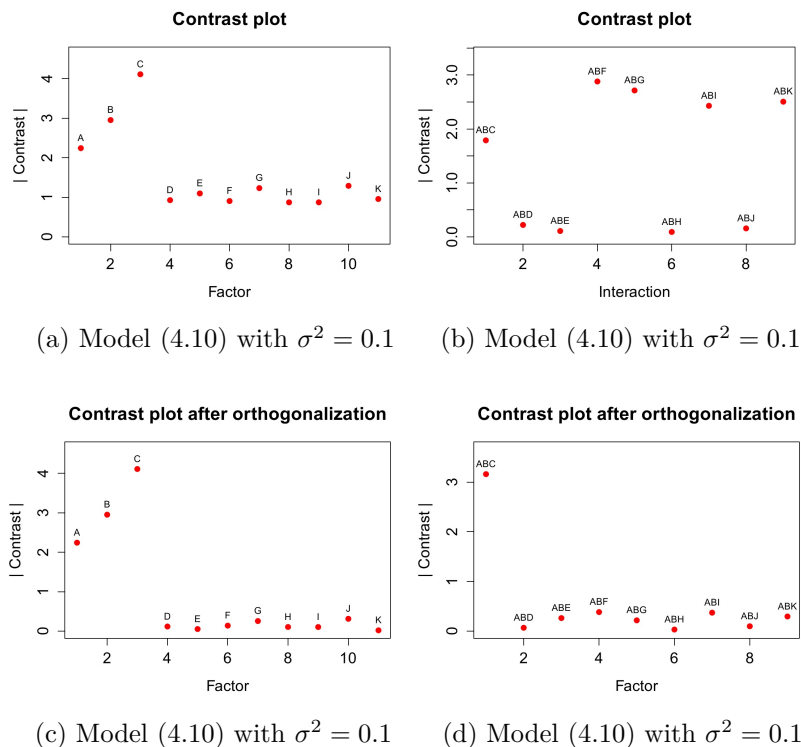 Contrast plot
| Contrast |
4
3
2
1
0
A
B
C
D
E
F
G
H
I
J
K
2 4 6 8 10
Factor
(a) Model (4.10) with σ² = 0.1
Contrast plot
| Contrast |
3.0
2.0
1.0
0.0
ABC
ABD
ABE
ABF
ABG
ABH
ABI
ABJ
ABK
2 4 6 8
Interaction
(b) Model (4.10) with σ² = 0.1
Contrast plot after orthogonalization
| Contrast |
4
3
2
1
0
A
B
C
D
E
F
G
H
I
J
K
2 4 6 8 10
Factor
(c) Model (4.10) with σ² = 0.1
Contrast plot after orthogonalization
| Contrast |
3
2
1
0
ABC
ABD
ABE
ABF
ABG
ABH
ABI
ABJ
ABK
2 4 6 8
Factor
(d) Model (4.10) with σ² = 0.1